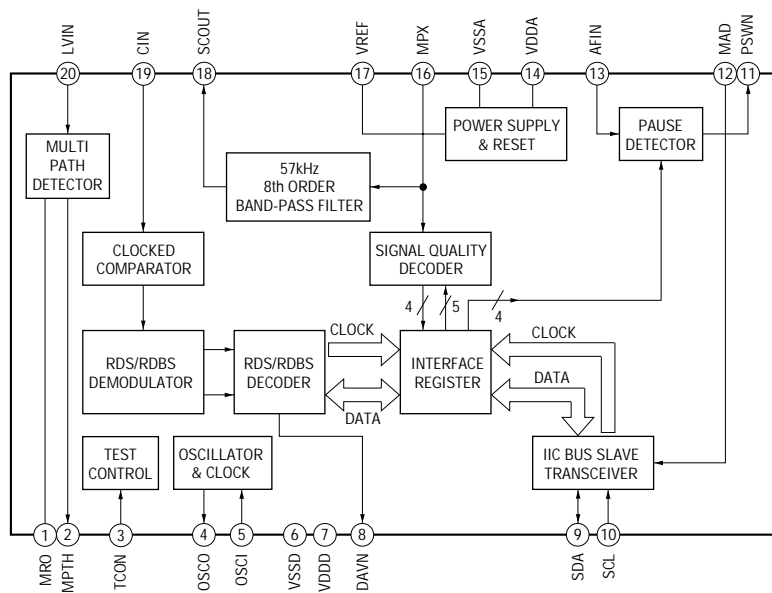 LVIN
CIN
SCOUT
VREF
MPX
VSSA
VDDA
AFIN
MAD
PSWN
20
19
18
17
16
15
14
13
12
11
MULTI
PATH
DETECTOR
57kHz
8th ORDER
BAND-PASS FILTER
POWER SUPPLY
& RESET
PAUSE
DETECTOR
CLOCKED
COMPARATOR
SIGNAL QUALITY
DECODER
4
5
4
RDS/RDBS
DEMODULATOR
RDS/RDBS
DECODER
CLOCK
DATA
INTERFACE
REGISTER
CLOCK
DATA
TEST
CONTROL
OSCILLATOR
& CLOCK
IIC BUS SLAVE
TRANSCEIVER
1
2
3
4
5
6
7
8
9
10
MRO
MPTH
TCON
OSCO
OSCI
VSSD
VDDD
DAVN
SDA
SCL